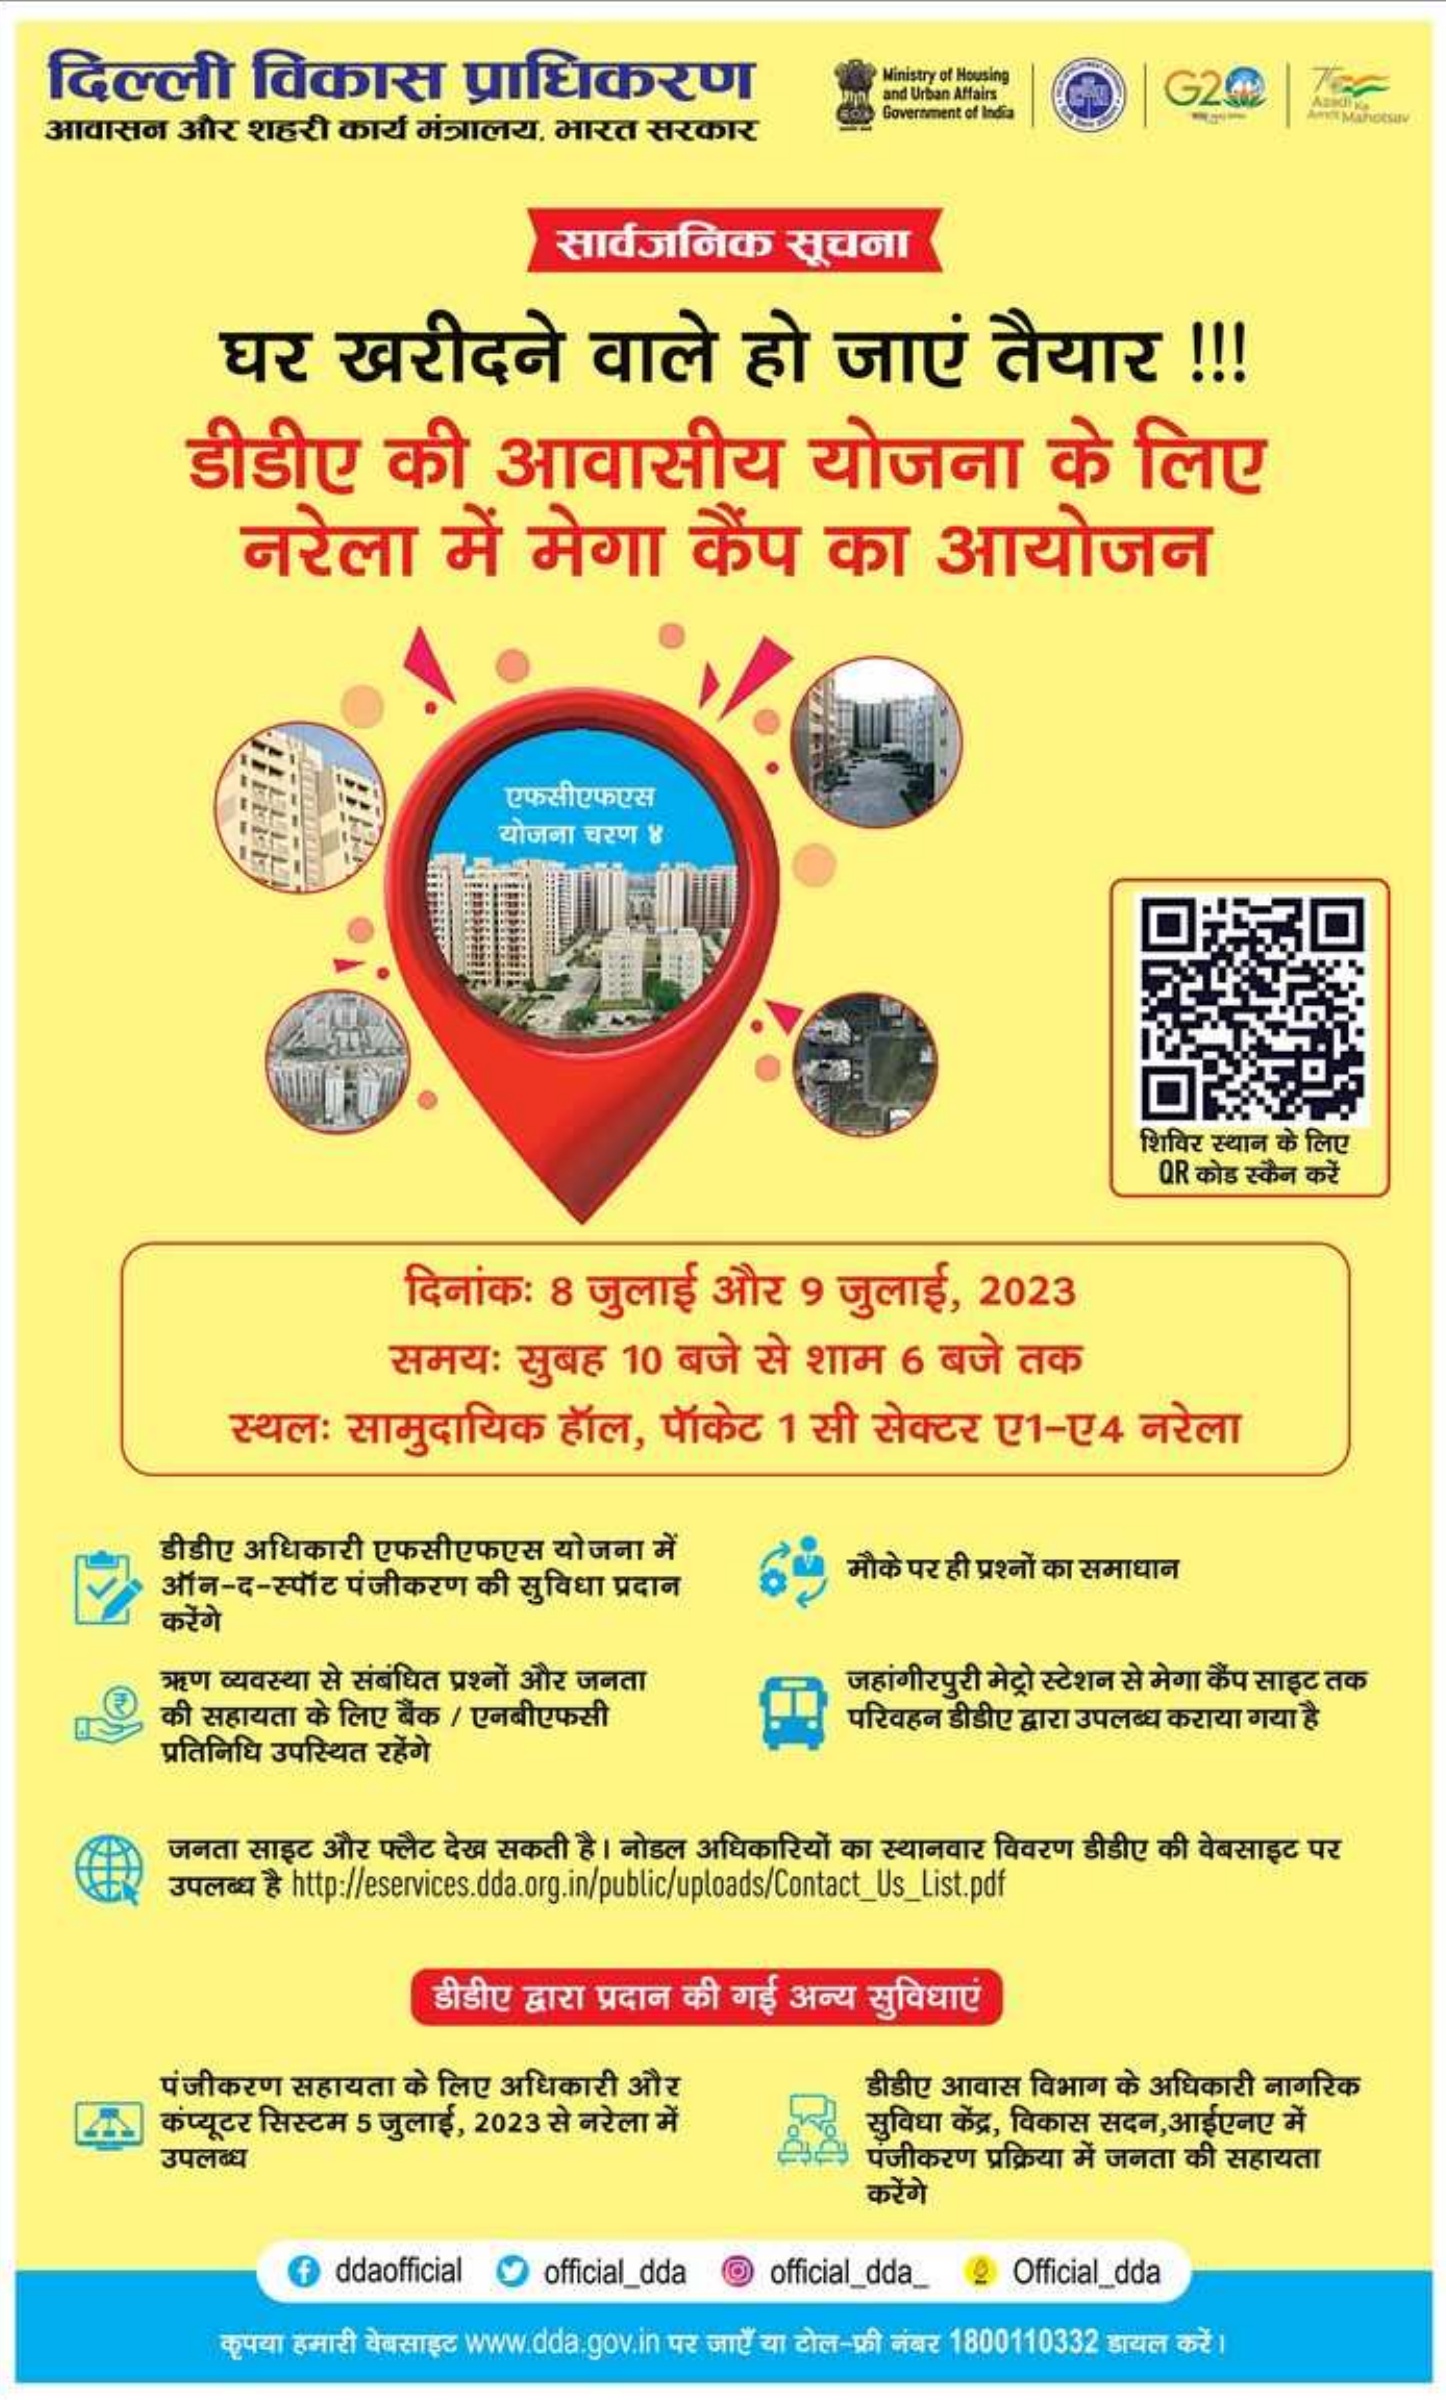 दिल्ली विकास प्राधिकरण
आवासन और शहरी कार्य मंत्रालय, भारत सरकार
Ministry of Housing
and Urban Affairs
Government of India
G20
Azadi Ka
Amrit Mahotsav
सार्वजनिक सूचना
घर खरीदने वाले हो जाएं तैयार !!!
डीडीए की आवासीय योजना के लिए
नरेला में मेगा कैंप का आयोजन
एफसीएफएस
योजना चरण ४
शिविर स्थान के लिए
QR कोड स्कैन करें
दिनांकः 8 जुलाई और 9 जुलाई, 2023
समयः सुबह 10 बजे से शाम 6 बजे तक
स्थलः सामुदायिक हॉल, पॉकेट 1 सी सेक्टर ए1-ए4 नरेला
डीडीए अधिकारी एफसीएफएस योजना में
ऑन-द-स्पॉट पंजीकरण की सुविधा प्रदान
करेंगे
मौके पर ही प्रश्नों का समाधान
ऋण व्यवस्था से संबंधित प्रश्नों और जनता
की सहायता के लिए बैंक / एनबीएफसी
प्रतिनिधि उपस्थित रहेंगे
जहांगीरपुरी मेट्रो स्टेशन से मेगा कैंप साइट तक
परिवहन डीडीए द्वारा उपलब्ध कराया गया है
जनता साइट और फ्लैट देख सकती है। नोडल अधिकारियों का स्थानवार विवरण डीडीए की वेबसाइट पर
उपलब्ध है http://eservices.dda.org.in/public/uploads/Contact_Us_List.pdf
डीडीए द्वारा प्रदान की गई अन्य सुविधाएं
पंजीकरण सहायता के लिए अधिकारी और
कंप्यूटर सिस्टम 5 जुलाई, 2023 से नरेला में
उपलब्ध
डीडीए आवास विभाग के अधिकारी नागरिक
सुविधा केंद्र, विकास सदन,आईएनए में
पंजीकरण प्रक्रिया में जनता की सहायता
करेंगे
ddaofficial official_dda official_dda_ Official_dda
कृपया हमारी वेबसाइट www.dda.gov.in पर जाएँ या टोल-फ्री नंबर 1800110332 डायल करें।